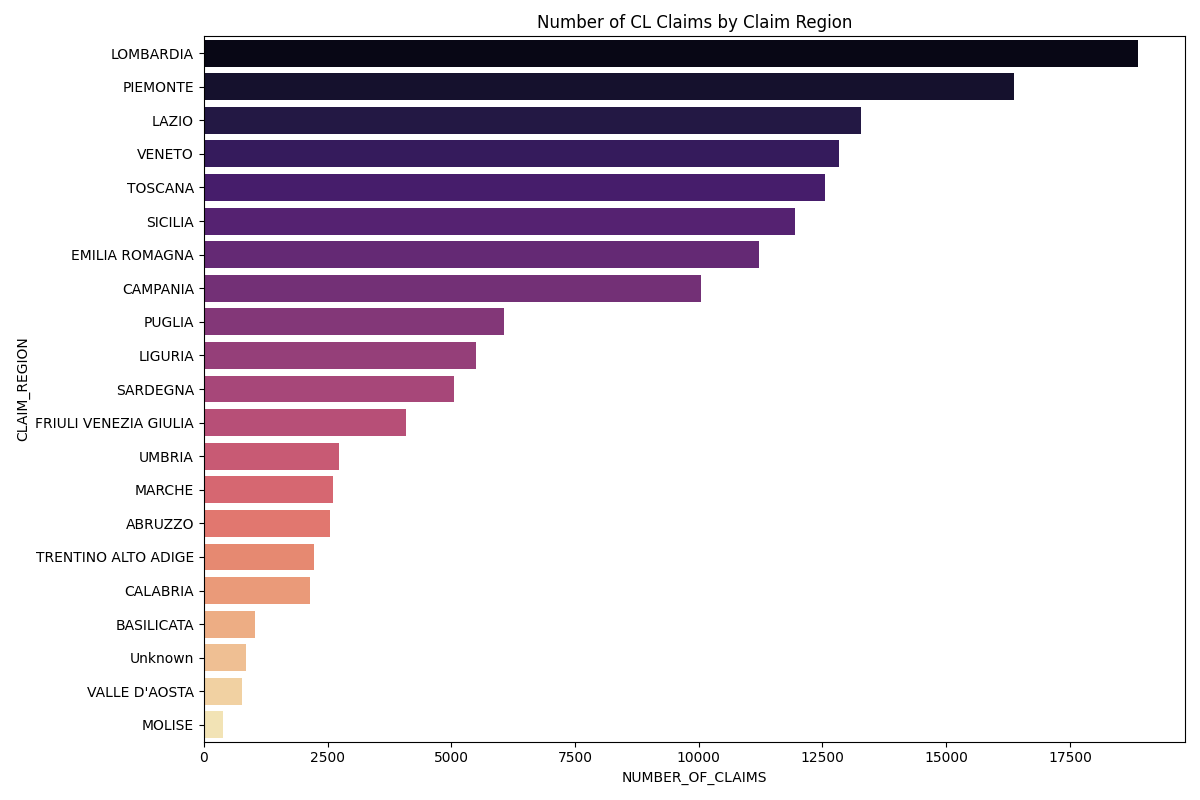 Number of CL Claims by Claim Region
CLAIM_REGION
LOMBARDIA
PIEMONTE
LAZIO
VENETO
TOSCANA
SICILIA
EMILIA ROMAGNA
CAMPANIA
PUGLIA
LIGURIA
SARDEGNA
FRIULI VENEZIA GIULIA
UMBRIA
MARCHE
ABRUZZO
TRENTINO ALTO ADIGE
CALABRIA
BASILICATA
Unknown
VALLE D'AOSTA
MOLISE
0 2500 5000 7500 10000 12500 15000 17500
NUMBER_OF_CLAIMS